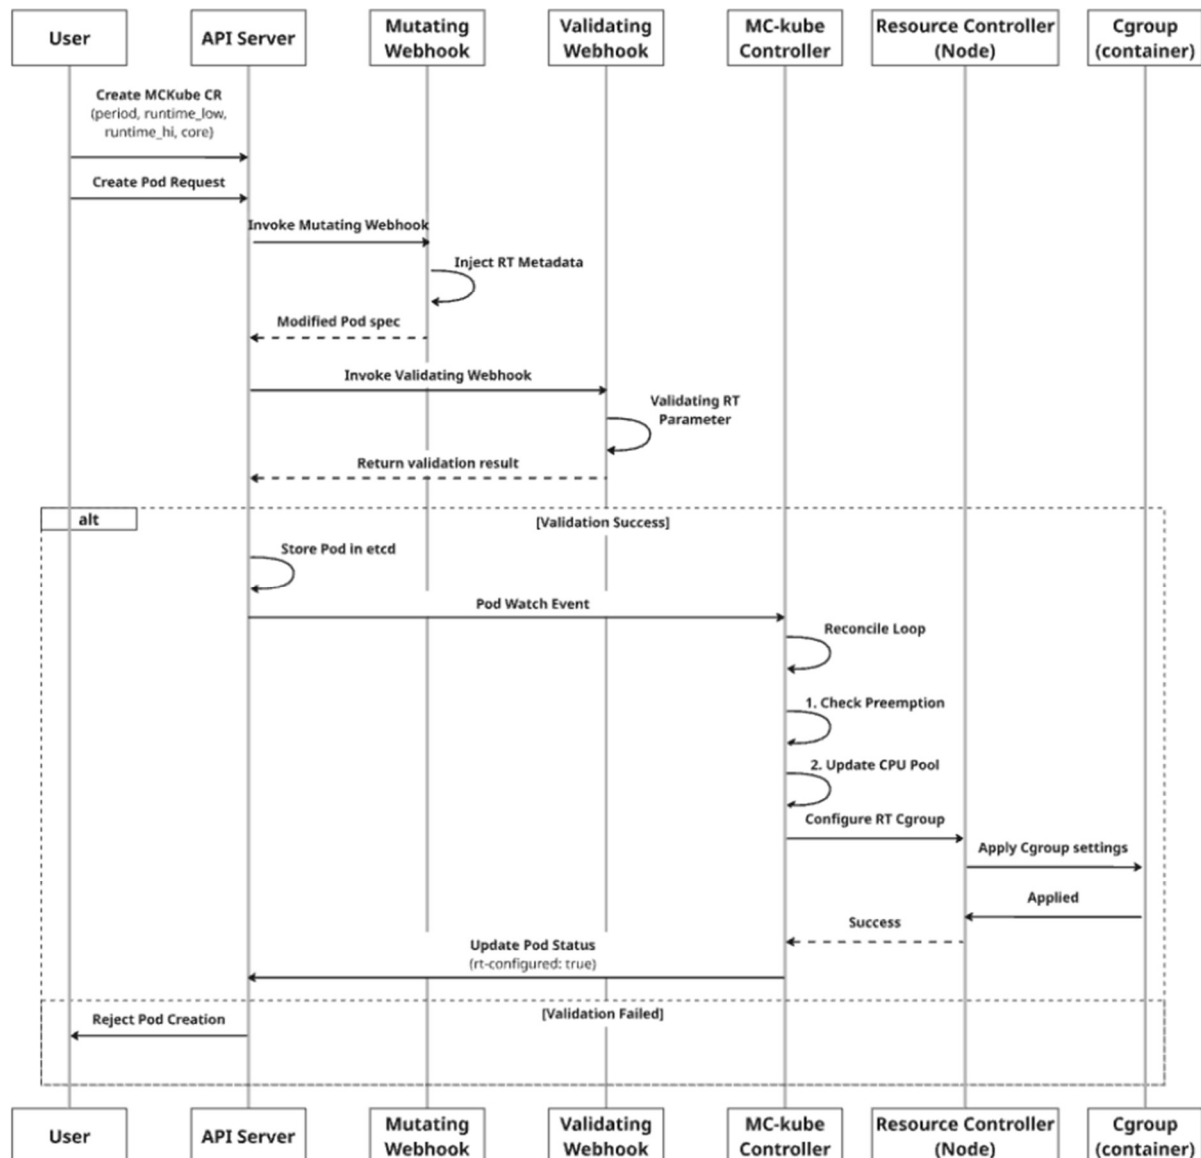 User
API Server
Mutating
Webhook
Validating
Webhook
MC-kube
Controller
Resource Controller
(Node)
Cgroup
(container)
Create MCKube CR
(period, runtime_low,
runtime_hi, core)
Create Pod Request
Invoke Mutating Webhook
Inject RT Metadata
Modified Pod spec
Invoke Validating Webhook
Validating RT
Parameter
Return validation result
alt
[Validation Success]
Store Pod in etcd
Pod Watch Event
Reconcile Loop
1. Check Preemption
2. Update CPU Pool
Configure RT Cgroup
Apply Cgroup settings
Applied
Success
Update Pod Status
(rt-configured: true)
[Validation Failed]
Reject Pod Creation
User
API Server
Mutating
Webhook
Validating
Webhook
MC-kube
Controller
Resource Controller
(Node)
Cgroup
(container)